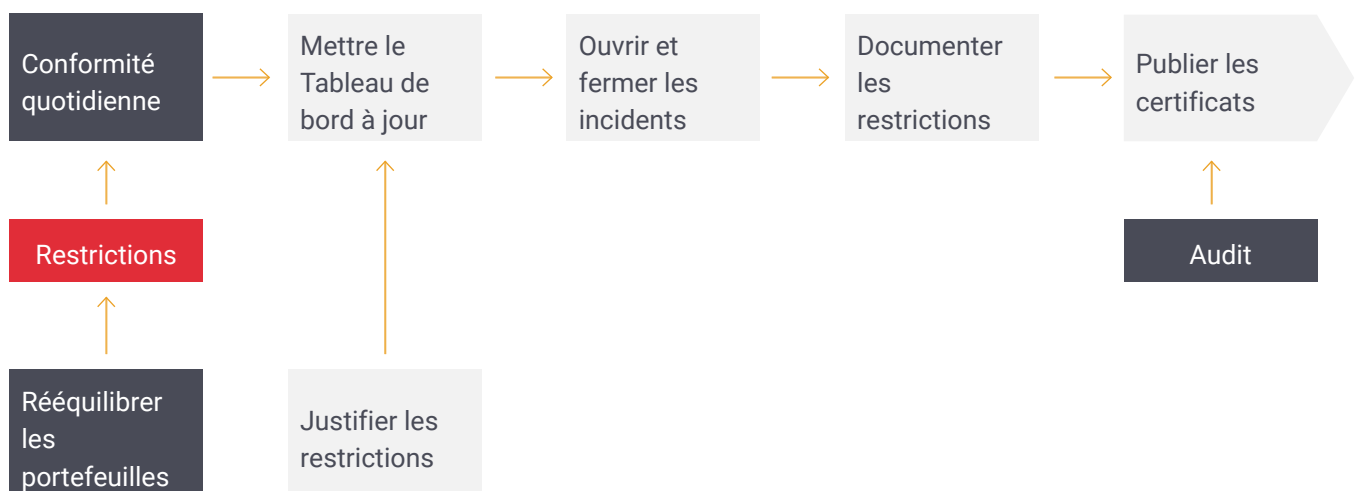 Conformité
quotidienne
Mettre le
Tableau de
bord à jour
Ouvrir et
fermer les
incidents
Documenter
les
restrictions
Publier les
certificats
Restrictions
Audit
Rééquilibrer
les
portefeuilles
Justifier les
restrictions